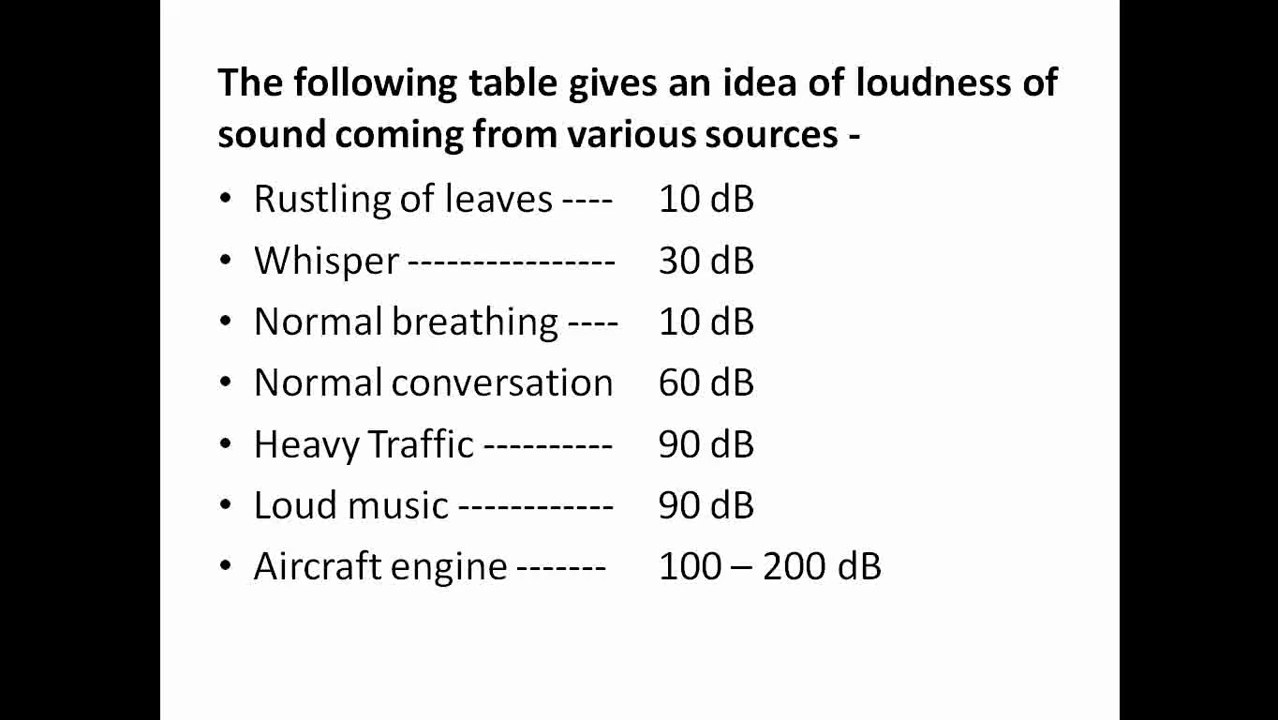 The following table gives an idea of loudness of
sound coming from various sources -
• Rustling of leaves ---- 10 dB
• Whisper ---------------- 30 dB
• Normal breathing ---- 10 dB
• Normal conversation 60 dB
• Heavy Traffic ---------- 90 dB
• Loud music ------------ 90 dB
• Aircraft engine ------- 100 – 200 dB